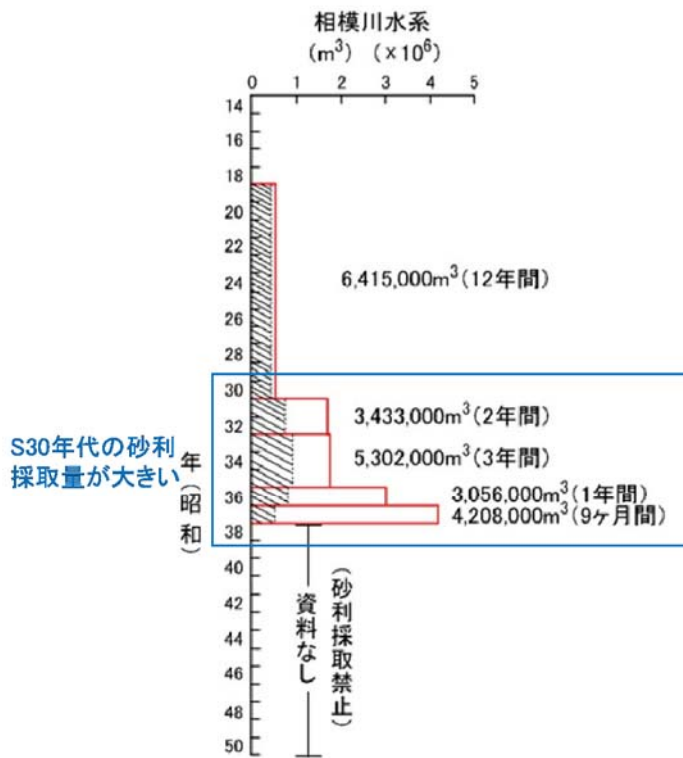 相模川水系
(m³) (×10⁶)
0 1 2 3 4 5
14
18
20
22
24
26
28
30
32
34
36
38
40
42
44
46
48
50
6,415,000m³(12年間)
3,433,000m³(2年間)
5,302,000m³(3年間)
3,056,000m³(1年間)
4,208,000m³(9ヶ月間)
S30年代の砂利
採取量が大きい
年(昭和)
(砂利採取禁止)
資料なし